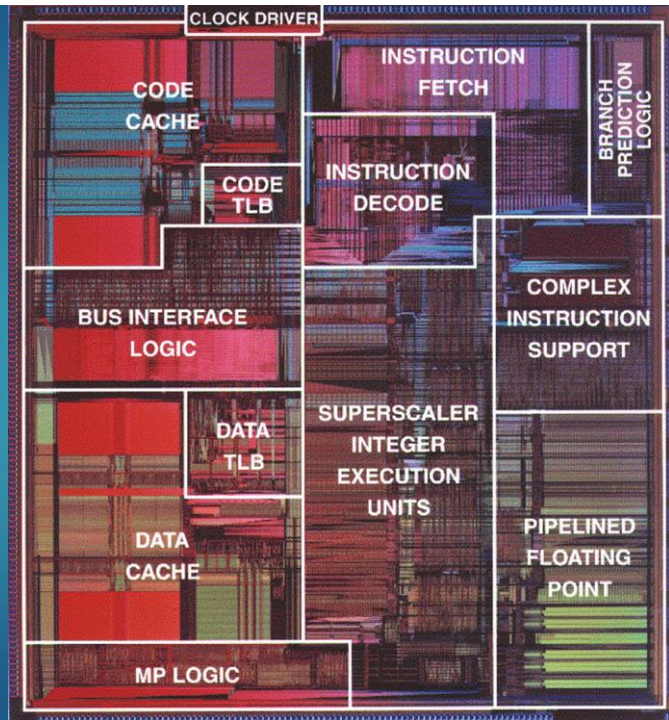 CLOCK DRIVER
CODE
CACHE
INSTRUCTION
FETCH
BRANCH
PREDICTION
LOGIC
CODE
TLB
INSTRUCTION
DECODE
BUS INTERFACE
LOGIC
COMPLEX
INSTRUCTION
SUPPORT
DATA
TLB
SUPERSCALER
INTEGER
EXECUTION
UNITS
DATA
CACHE
PIPELINED
FLOATING
POINT
MP LOGIC